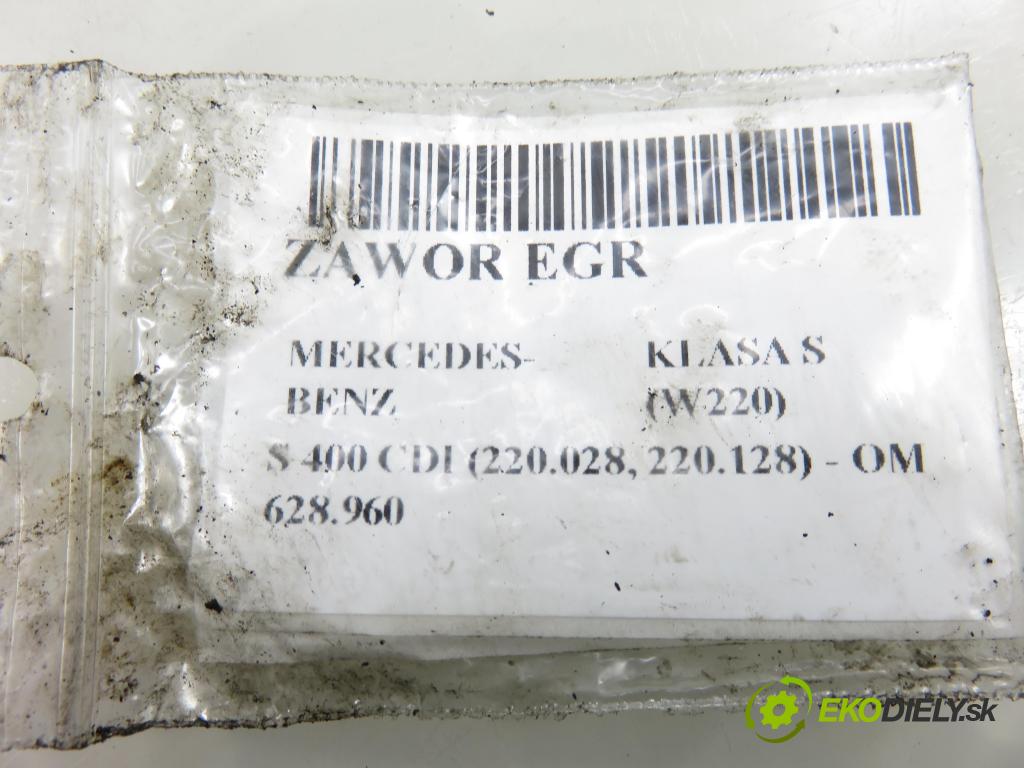 ZAWOR EGR
MERCEDES- KLASA S
BENZ (W220)
S 400 CDI (220.028, 220.128) - OM
628.960
EKODIELY.sk